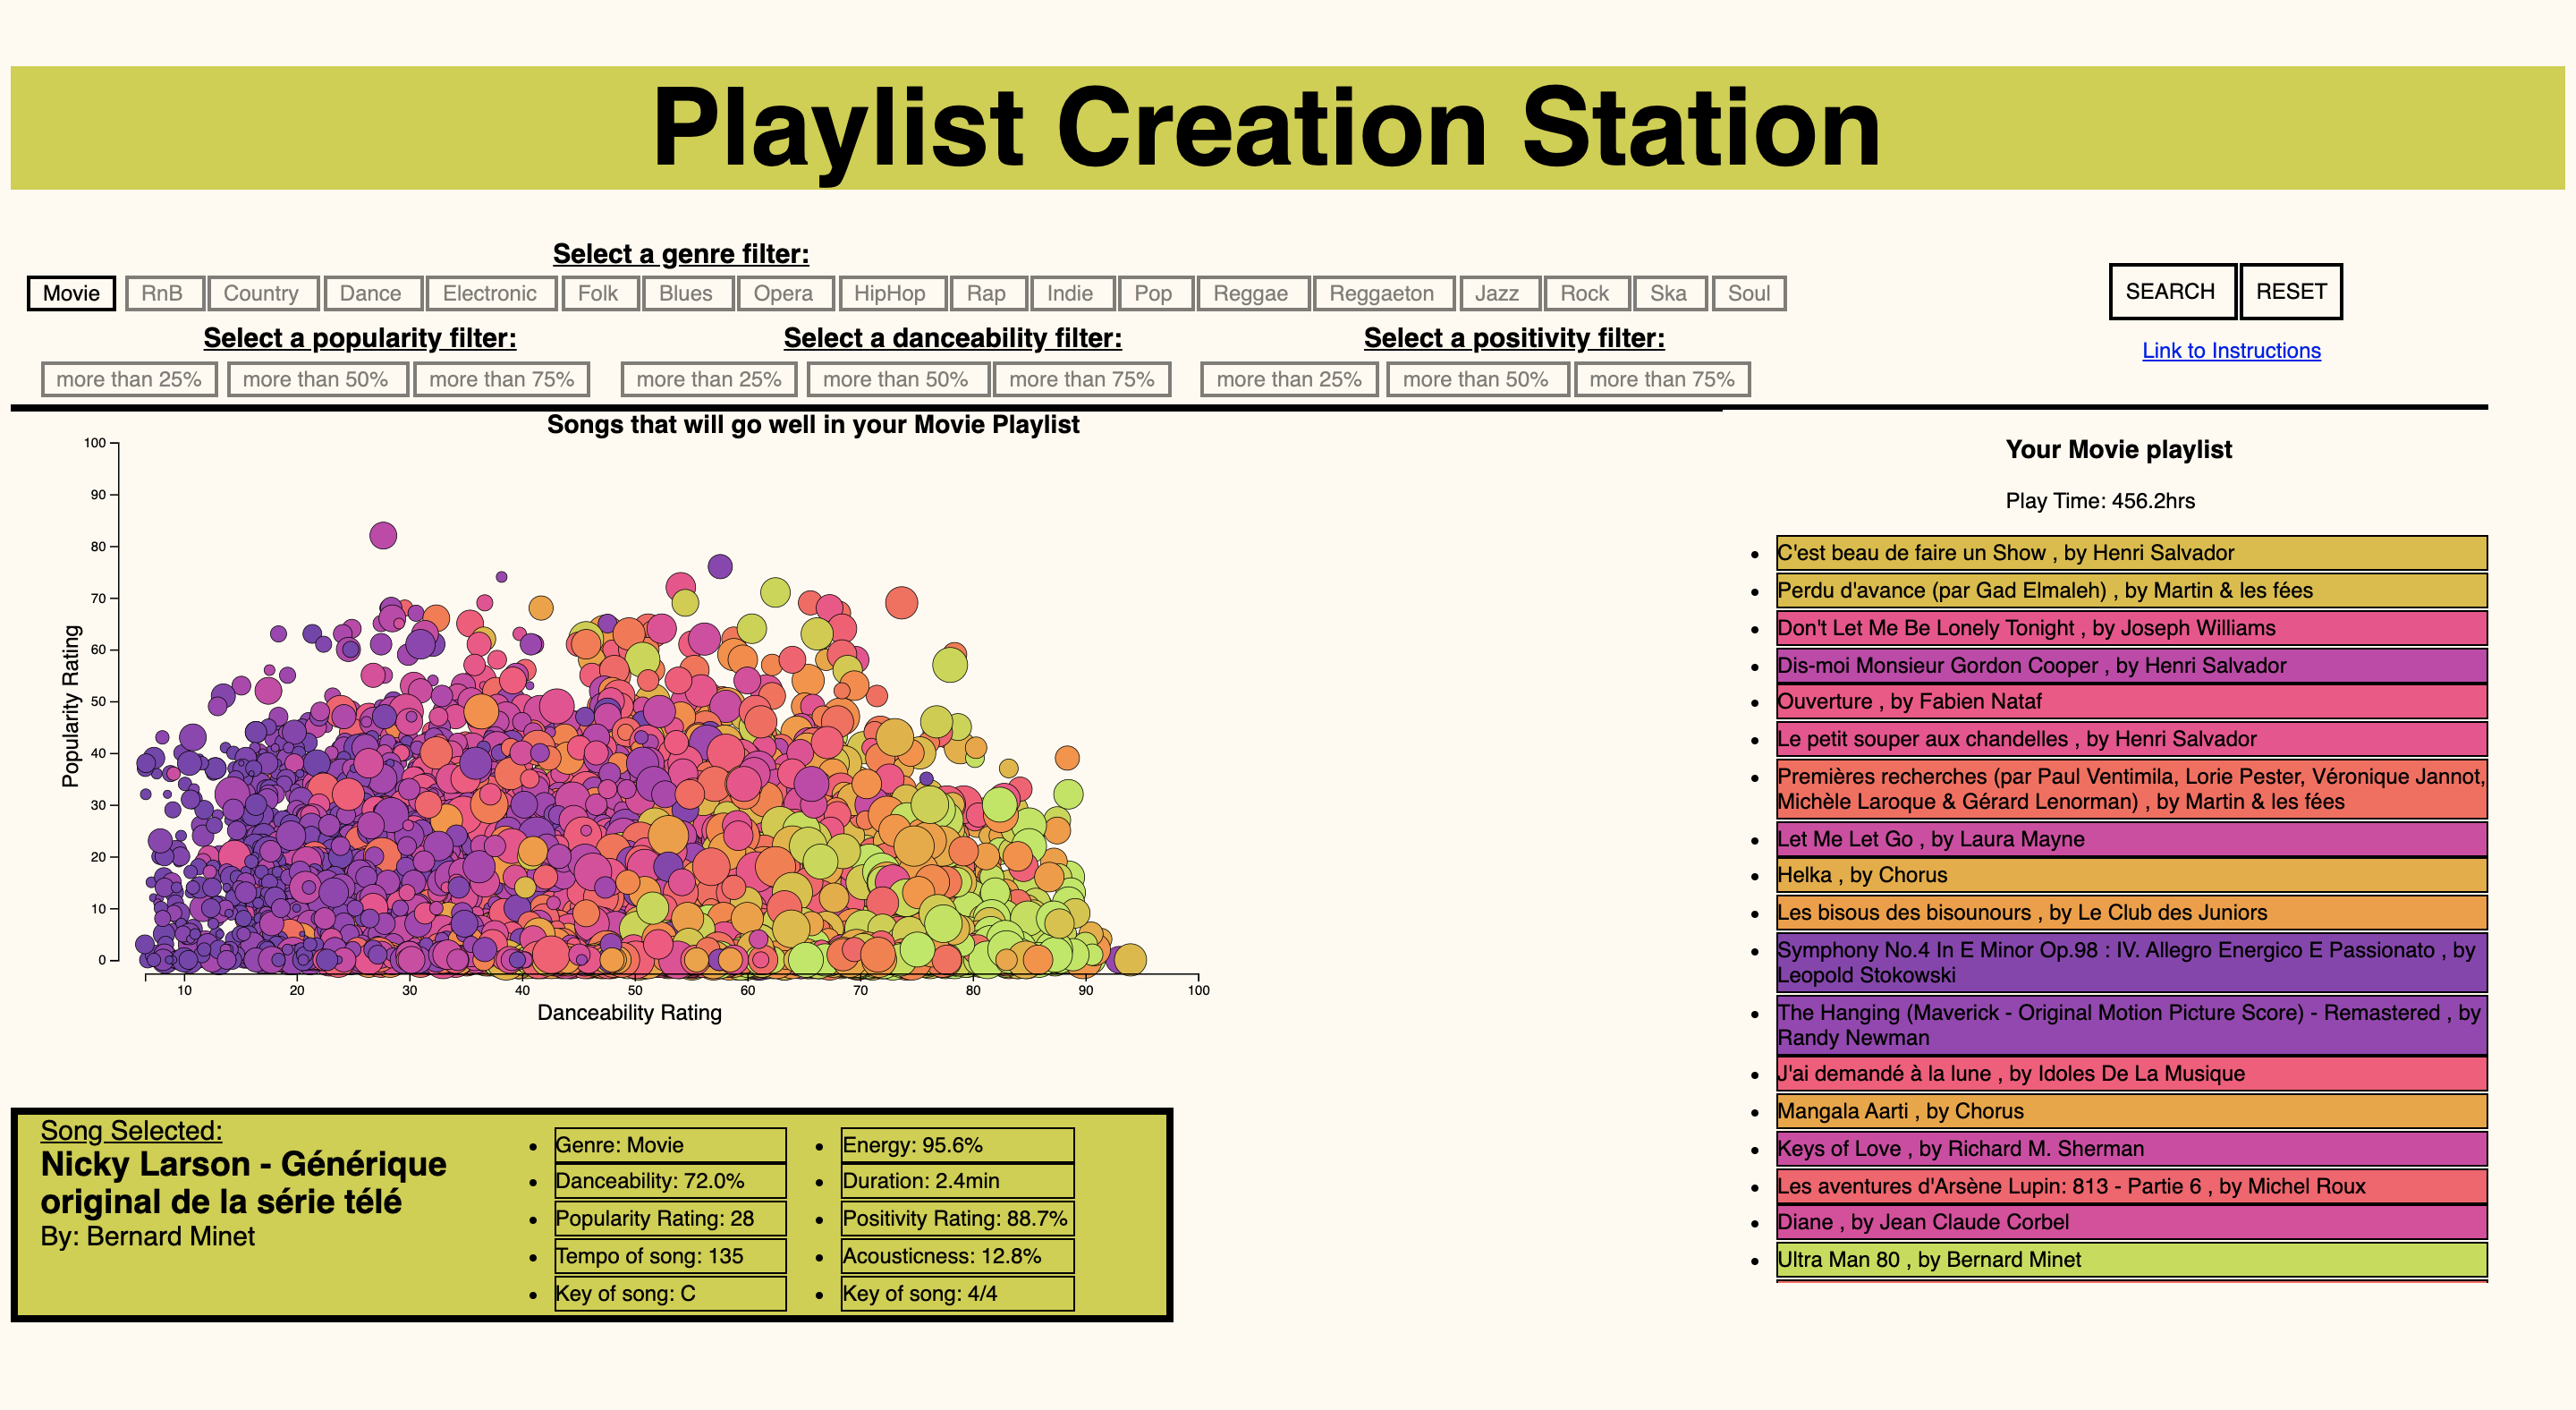 Playlist Creation Station
Select a genre filter:
Movie RnB Country Dance Electronic Folk Blues Opera HipHop Rap Indie Pop Reggae Reggaeton Jazz Rock Ska Soul
SEARCH RESET
Link to Instructions
Select a popularity filter:
more than 25% more than 50% more than 75%
Select a danceability filter:
more than 25% more than 50% more than 75%
Select a positivity filter:
more than 25% more than 50% more than 75%
Songs that will go well in your Movie Playlist
100
90
80
70
60
50
40
30
20
10
0
Popularity Rating
10 20 30 40 50 60 70 80 90 100
Danceability Rating
Song Selected:
Nicky Larson - Générique
original de la série télé
By: Bernard Minet
Genre: Movie
Danceability: 72.0%
Popularity Rating: 28
Tempo of song: 135
Key of song: C
Energy: 95.6%
Duration: 2.4min
Positivity Rating: 88.7%
Acousticness: 12.8%
Key of song: 4/4
Your Movie playlist
Play Time: 456.2hrs
C'est beau de faire un Show , by Henri Salvador
Perdu d'avance (par Gad Elmaleh) , by Martin & les fées
Don't Let Me Be Lonely Tonight , by Joseph Williams
Dis-moi Monsieur Gordon Cooper , by Henri Salvador
Ouverture , by Fabien Nataf
Le petit souper aux chandelles , by Henri Salvador
Premières recherches (par Paul Ventimila, Lorie Pester, Véronique Jannot,
Michèle Laroque & Gérard Lenorman) , by Martin & les fées
Let Me Let Go , by Laura Mayne
Helka , by Chorus
Les bisous des bisounours , by Le Club des Juniors
Symphony No.4 In E Minor Op.98 : IV. Allegro Energico E Passionato , by
Leopold Stokowski
The Hanging (Maverick - Original Motion Picture Score) - Remastered , by
Randy Newman
J'ai demandé à la lune , by Idoles De La Musique
Mangala Aarti , by Chorus
Keys of Love , by Richard M. Sherman
Les aventures d'Arsène Lupin: 813 - Partie 6 , by Michel Roux
Diane , by Jean Claude Corbel
Ultra Man 80 , by Bernard Minet